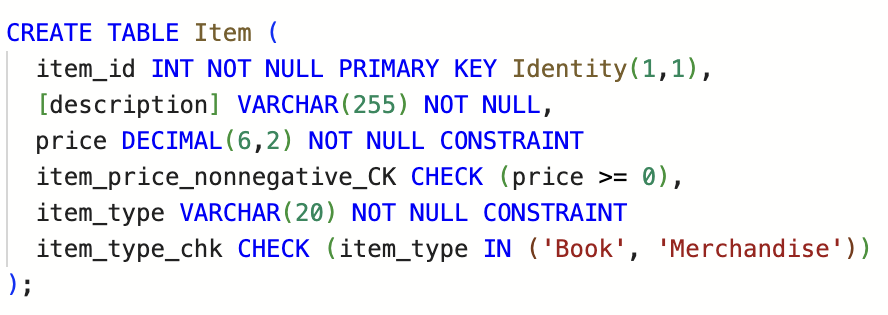 CREATE TABLE Item (
item_id INT NOT NULL PRIMARY KEY Identity(1,1),
[description] VARCHAR(255) NOT NULL,
price DECIMAL(6,2) NOT NULL CONSTRAINT
item_price_nonnegative_CK CHECK (price >= 0),
item_type VARCHAR(20) NOT NULL CONSTRAINT
item_type_chk CHECK (item_type IN ('Book', 'Merchandise'))
);